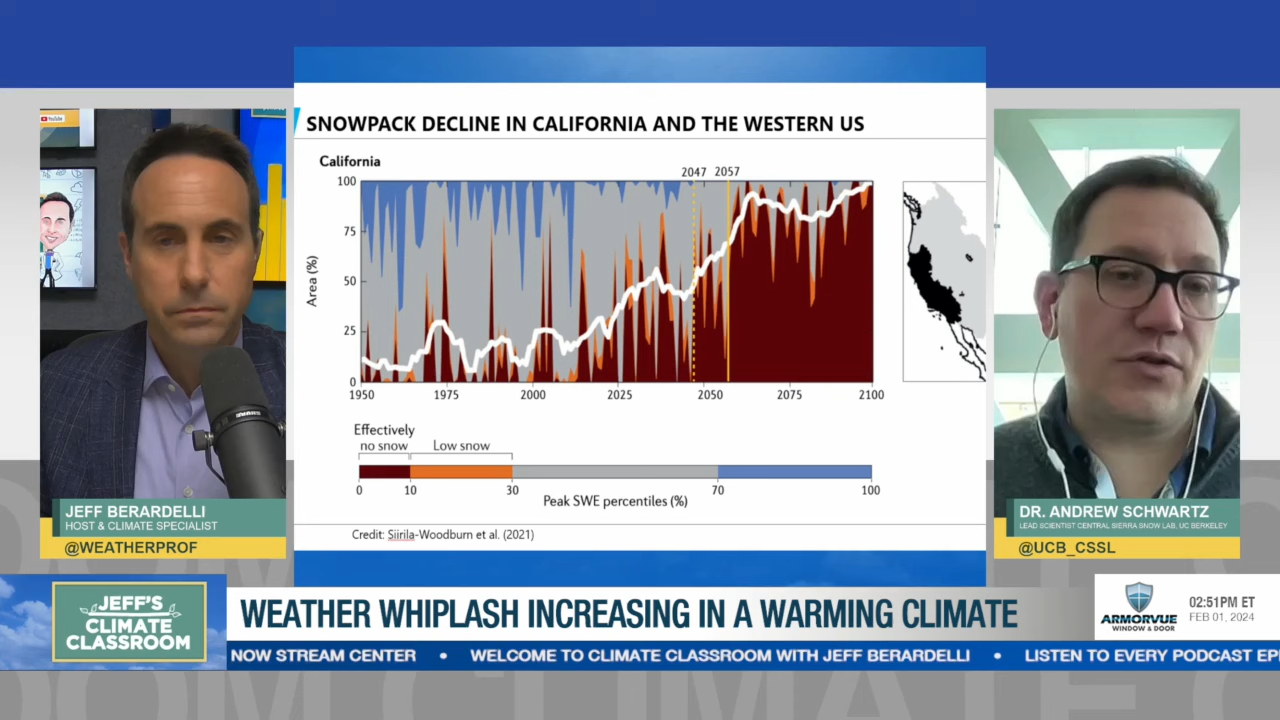 YouTube
SNOWPACK DECLINE IN CALIFORNIA AND THE WESTERN US
California
2047 2057
100
75
50
25
0
Area (%)
1950 1975 2000 2025 2050 2075 2100
Effectively
no snow Low snow
0 10 30 70 100
Peak SWE percentiles (%)
Credit: Siirila-Woodburn et al. (2021)
JEFF BERARDELLI
HOST & CLIMATE SPECIALIST
@WEATHERPROF
DR. ANDREW SCHWARTZ
LEAD SCIENTIST CENTRAL SIERRA SNOW LAB, UC BERKELEY
@UCB_CSSL
JEFF'S
CLIMATE
CLASSROOM
WEATHER WHIPLASH INCREASING IN A WARMING CLIMATE
ARMORVUE
WINDOW & DOOR
02:51PM ET
FEB 01, 2024
NOW STREAM CENTER • WELCOME TO CLIMATE CLASSROOM WITH JEFF BERARDELLI • LISTEN TO EVERY PODCAST EPI